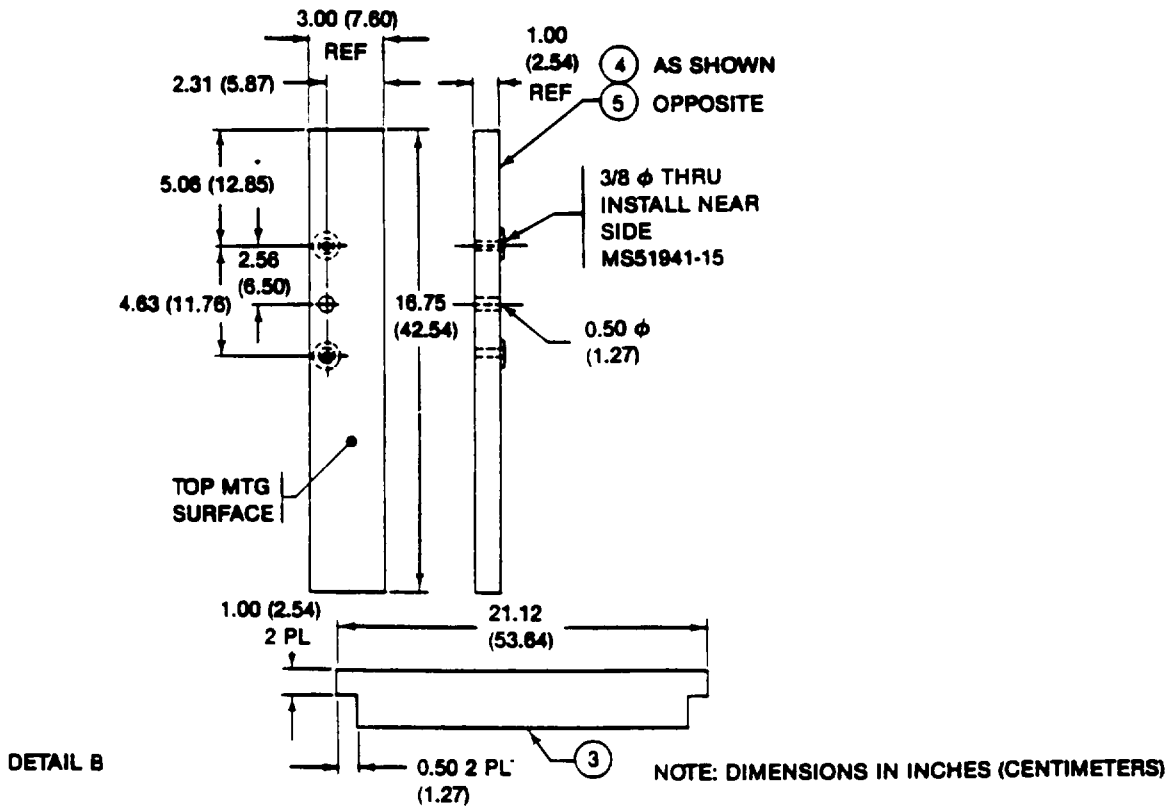 3.00 (7.60)
REF
2.31 (5.87)
1.00
(2.54)
REF
4 AS SHOWN
5 OPPOSITE
5.06 (12.85)
3/8 ϕ THRU
INSTALL NEAR
SIDE
MS51941-15
2.56
(6.50)
4.63 (11.76)
16.75
(42.54)
0.50 ϕ
(1.27)
TOP MTG
SURFACE
1.00 (2.54)
2 PL
21.12
(53.64)
3
0.50 2 PL
(1.27)
DETAIL B
NOTE: DIMENSIONS IN INCHES (CENTIMETERS)